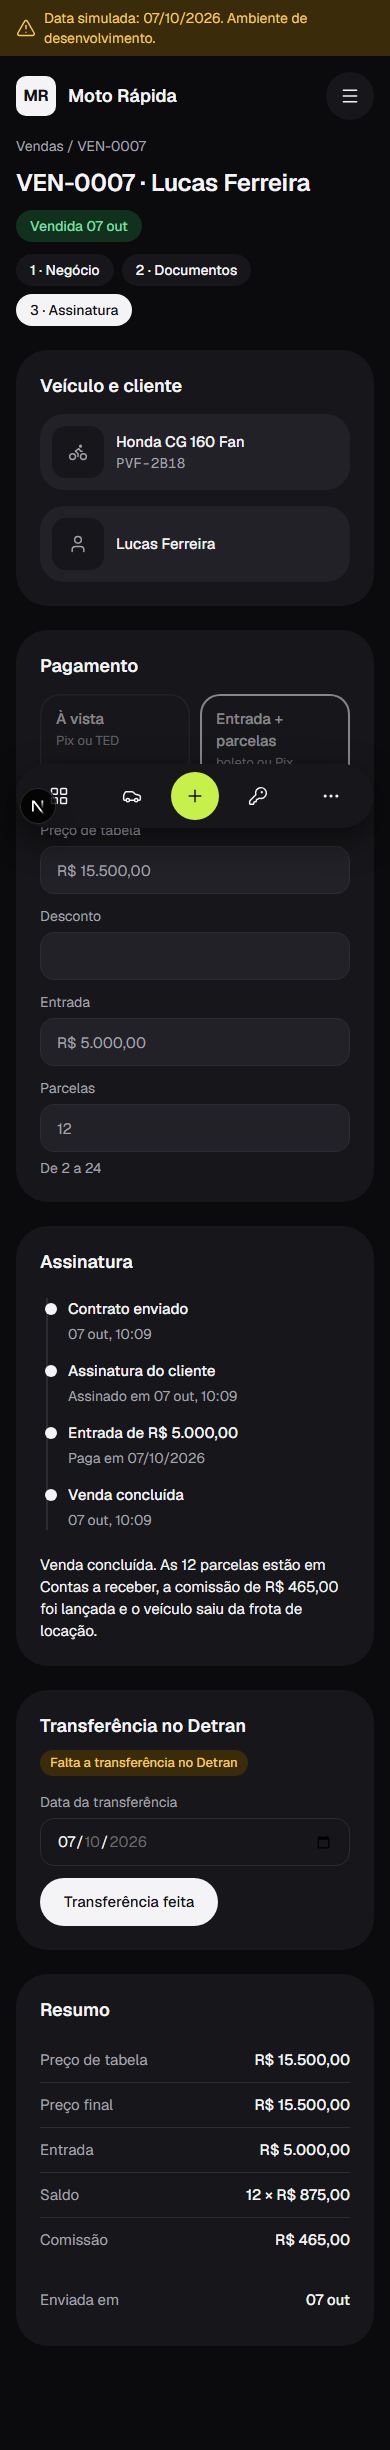 Data simulada: 07/10/2026. Ambiente de
desenvolvimento.
MR
Moto Rápida
Vendas / VEN-0007
VEN-0007 · Lucas Ferreira
Vendida 07 out
1 · Negócio
2 · Documentos
3 · Assinatura
Veículo e cliente
Honda CG 160 Fan
PVF-2B18
Lucas Ferreira
Pagamento
À vista
Pix ou TED
Entrada +
parcelas
boleto ou Pix
N
Preço de tabela
R$ 15.500,00
Desconto
Entrada
R$ 5.000,00
Parcelas
12
De 2 a 24
Assinatura
Contrato enviado
07 out, 10:09
Assinatura do cliente
Assinado em 07 out, 10:09
Entrada de R$ 5.000,00
Paga em 07/10/2026
Venda concluída
07 out, 10:09
Venda concluída. As 12 parcelas estão em
Contas a receber, a comissão de R$ 465,00
foi lançada e o veículo saiu da frota de
locação.
Transferência no Detran
Falta a transferência no Detran
Data da transferência
07/10/2026
Transferência feita
Resumo
Preço de tabela
R$ 15.500,00
Preço final
R$ 15.500,00
Entrada
R$ 5.000,00
Saldo
12 × R$ 875,00
Comissão
R$ 465,00
Enviada em
07 out